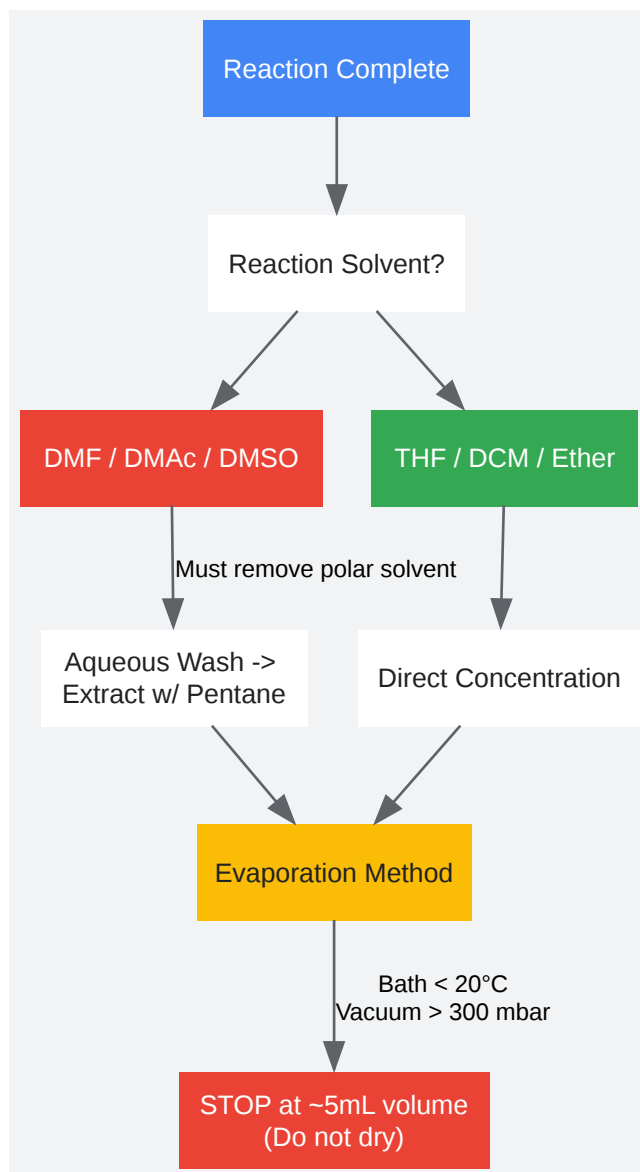 Reaction Complete
Reaction Solvent?
DMF / DMAc / DMSO
THF / DCM / Ether
Must remove polar solvent
Aqueous Wash ->
Extract w/ Pentane
Direct Concentration
Evaporation Method
Bath < 20°C
Vacuum > 300 mbar
STOP at ~5mL volume
(Do not dry)